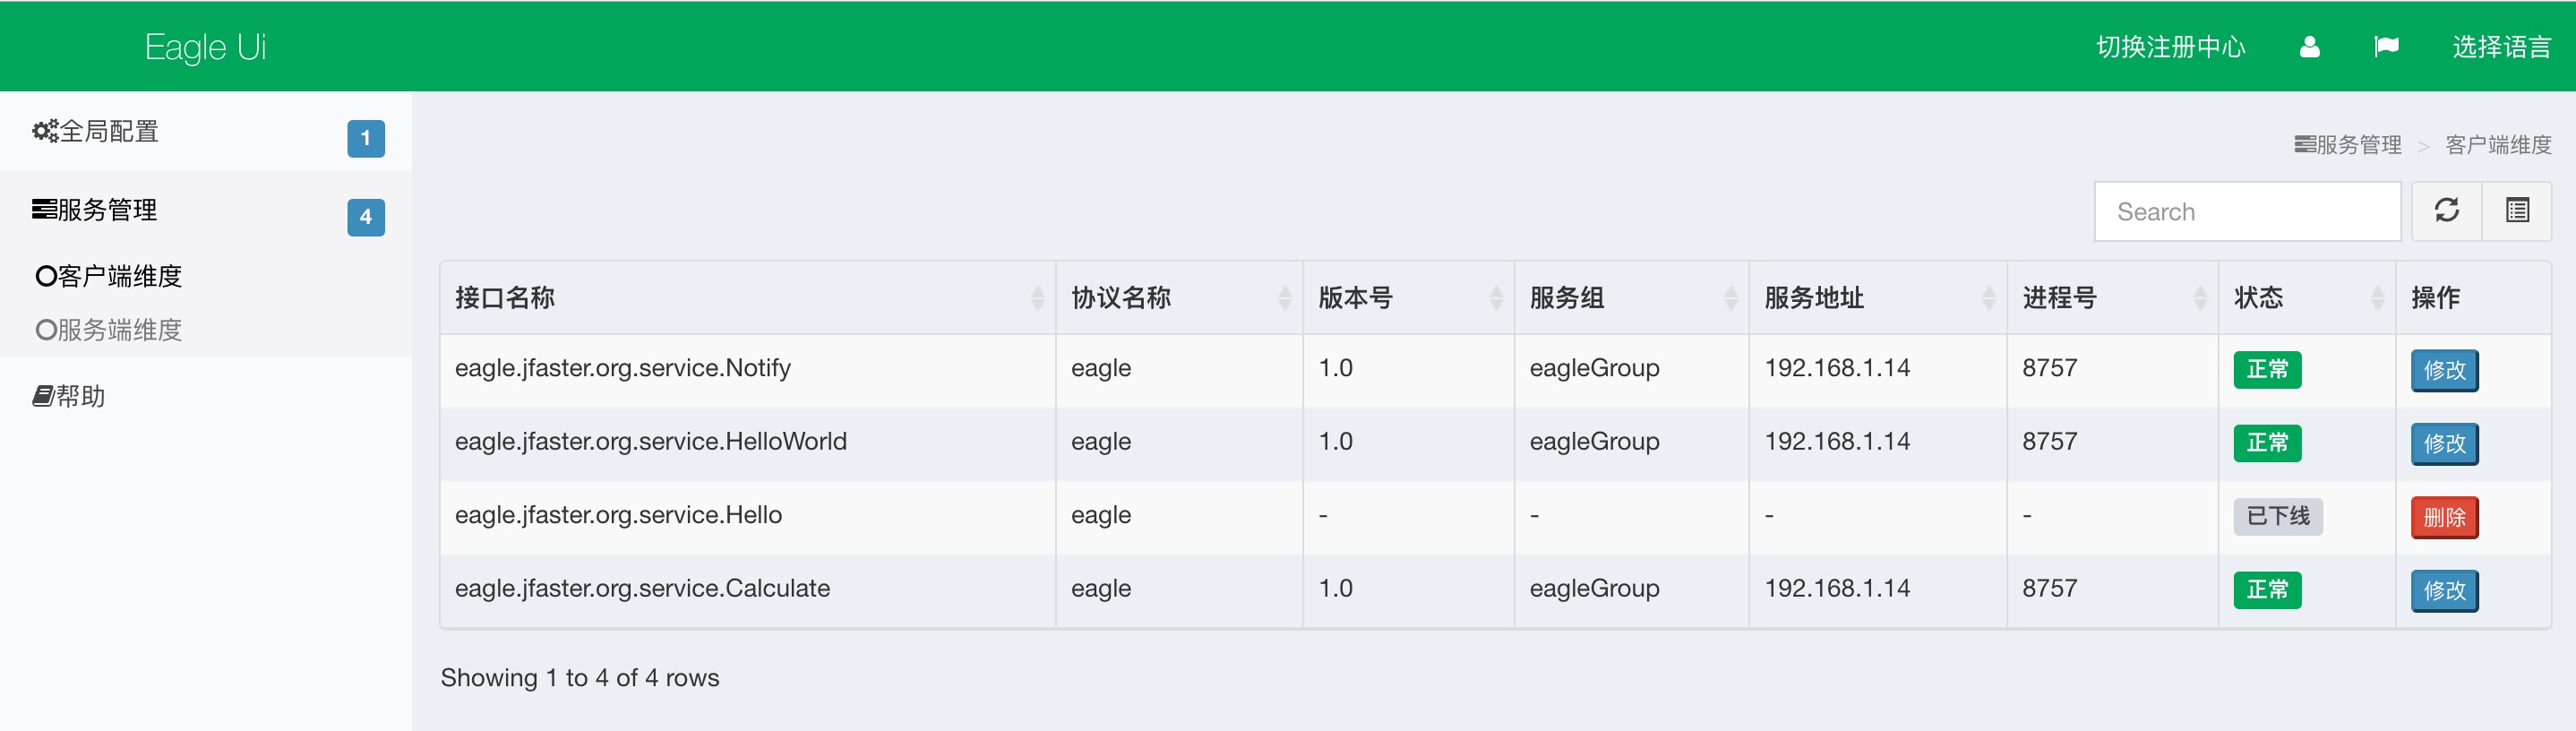 Eagle Ui 切换注册中心 选择语言
全局配置 1
服务管理 4
客户端维度
服务端维度
帮助
服务管理 > 客户端维度
Search
接口名称 协议名称 版本号 服务组 服务地址 进程号 状态 操作
eagle.jfaster.org.service.Notify eagle 1.0 eagleGroup 192.168.1.14 8757 正常 修改
eagle.jfaster.org.service.HelloWorld eagle 1.0 eagleGroup 192.168.1.14 8757 正常 修改
eagle.jfaster.org.service.Hello eagle - - - - 已下线 删除
eagle.jfaster.org.service.Calculate eagle 1.0 eagleGroup 192.168.1.14 8757 正常 修改
Showing 1 to 4 of 4 rows